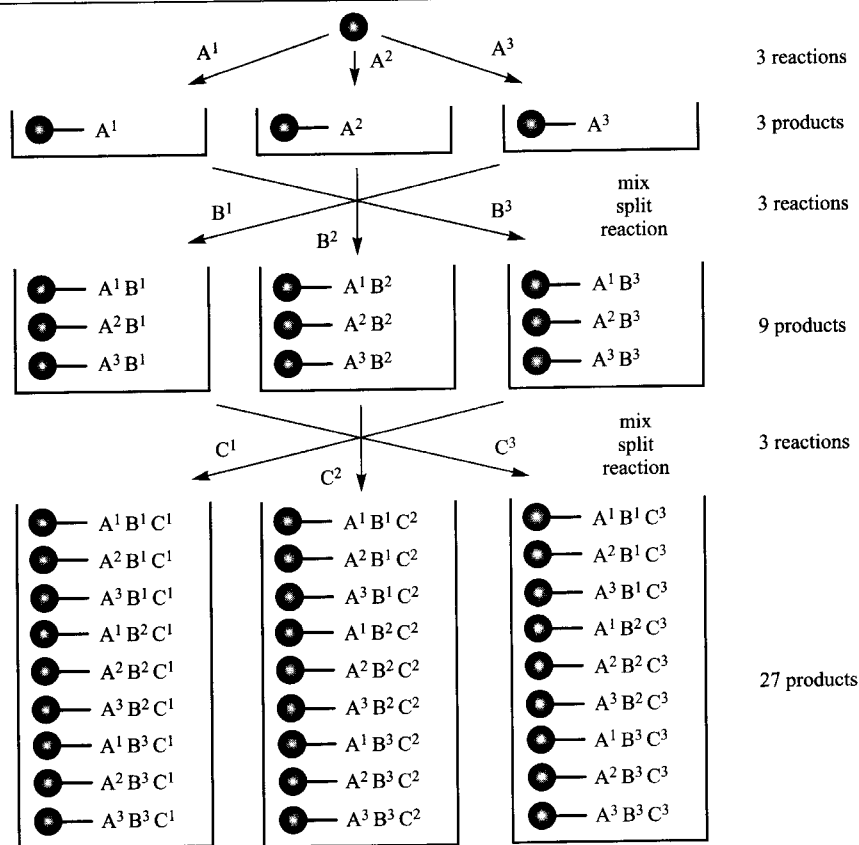 A¹ A² A³ 3 reactions
A¹ A² A³ 3 products
mix
split
reaction
B¹ B² B³ 3 reactions
A¹ B¹ A¹ B² A¹ B³
A² B¹ A² B² A² B³
A³ B¹ A³ B² A³ B³
9 products
mix
split
reaction
C¹ C² C³ 3 reactions
A¹ B¹ C¹ A¹ B¹ C² A¹ B¹ C³
A² B¹ C¹ A² B¹ C² A² B¹ C³
A³ B¹ C¹ A³ B¹ C² A³ B¹ C³
A¹ B² C¹ A¹ B² C² A¹ B² C³
A² B² C¹ A² B² C² A² B² C³
A³ B² C¹ A³ B² C² A³ B² C³
A¹ B³ C¹ A¹ B³ C² A¹ B³ C³
A² B³ C¹ A² B³ C² A² B³ C³
A³ B³ C¹ A³ B³ C² A³ B³ C³
27 products